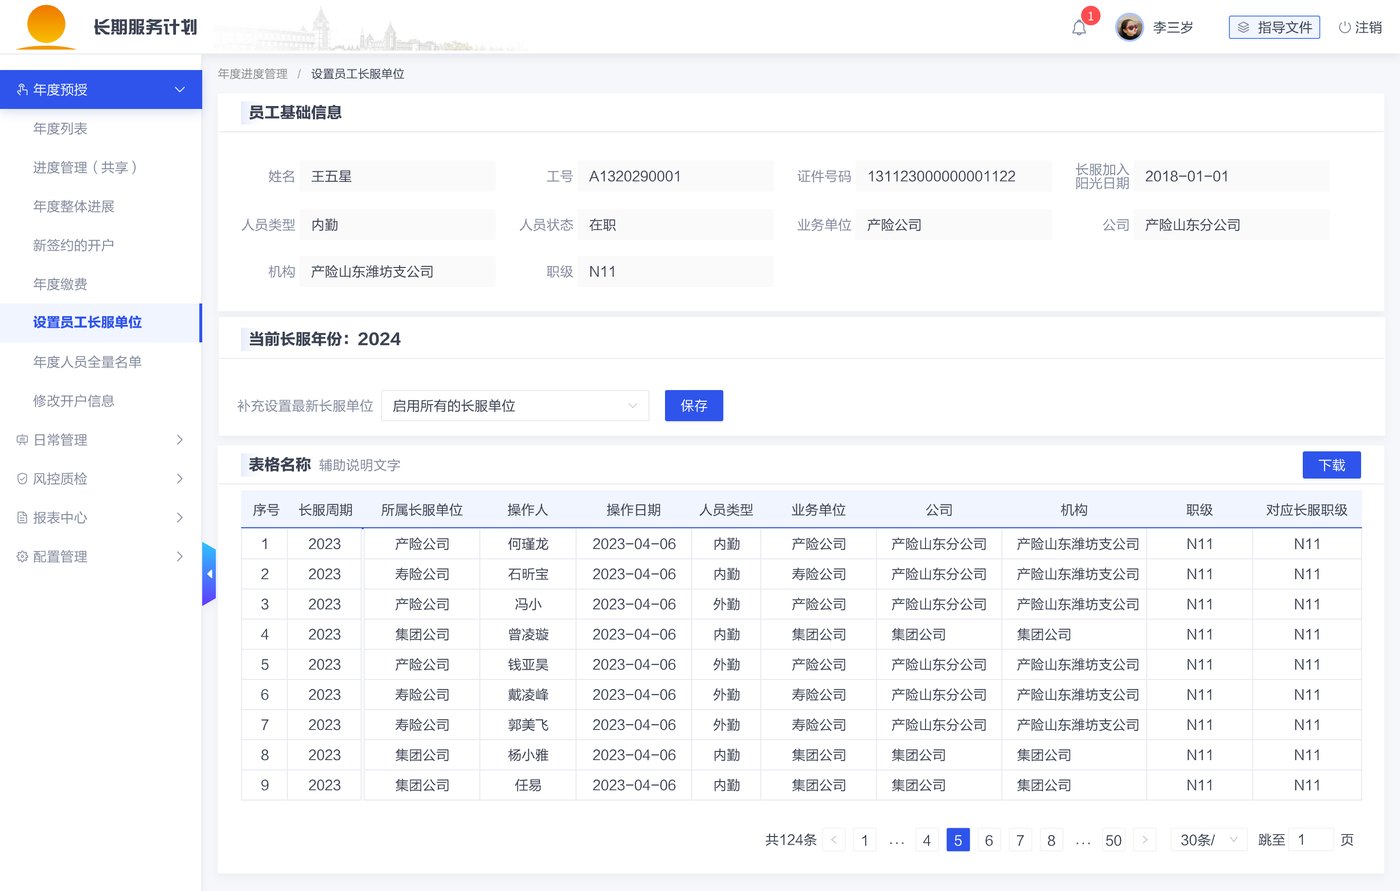 长期服务计划
1
李三岁
指导文件
注销
年度预授
年度列表
进度管理（共享）
年度整体进展
新签约的开户
年度缴费
设置员工长服单位
年度人员全量名单
修改开户信息
日常管理
风控质检
报表中心
配置管理
年度进度管理 / 设置员工长服单位
员工基础信息
姓名 王五星 工号 A1320290001 证件号码 131123000000001122 长服加入阳光日期 2018-01-01
人员类型 内勤 人员状态 在职 业务单位 产险公司 公司 产险山东分公司
机构 产险山东潍坊支公司 职级 N11
当前长服年份：2024
补充设置最新长服单位 启用所有的长服单位 保存
表格名称 辅助说明文字 下载
序号 长服周期 所属长服单位 操作人 操作日期 人员类型 业务单位 公司 机构 职级 对应长服职级
1 2023 产险公司 何瑾龙 2023-04-06 内勤 产险公司 产险山东分公司 产险山东潍坊支公司 N11 N11
2 2023 寿险公司 石昕宝 2023-04-06 内勤 寿险公司 产险山东分公司 产险山东潍坊支公司 N11 N11
3 2023 产险公司 冯小 2023-04-06 外勤 产险公司 产险山东分公司 产险山东潍坊支公司 N11 N11
4 2023 集团公司 曾凌璇 2023-04-06 内勤 集团公司 集团公司 集团公司 N11 N11
5 2023 产险公司 钱亚昊 2023-04-06 外勤 产险公司 产险山东分公司 产险山东潍坊支公司 N11 N11
6 2023 寿险公司 戴凌峰 2023-04-06 外勤 寿险公司 产险山东分公司 产险山东潍坊支公司 N11 N11
7 2023 寿险公司 郭美飞 2023-04-06 外勤 寿险公司 产险山东分公司 产险山东潍坊支公司 N11 N11
8 2023 集团公司 杨小雅 2023-04-06 内勤 集团公司 集团公司 集团公司 N11 N11
9 2023 集团公司 任易 2023-04-06 内勤 集团公司 集团公司 集团公司 N11 N11
共124条 < 1 ... 4 5 6 7 8 ... 50 > 30条/ 跳至 1 页